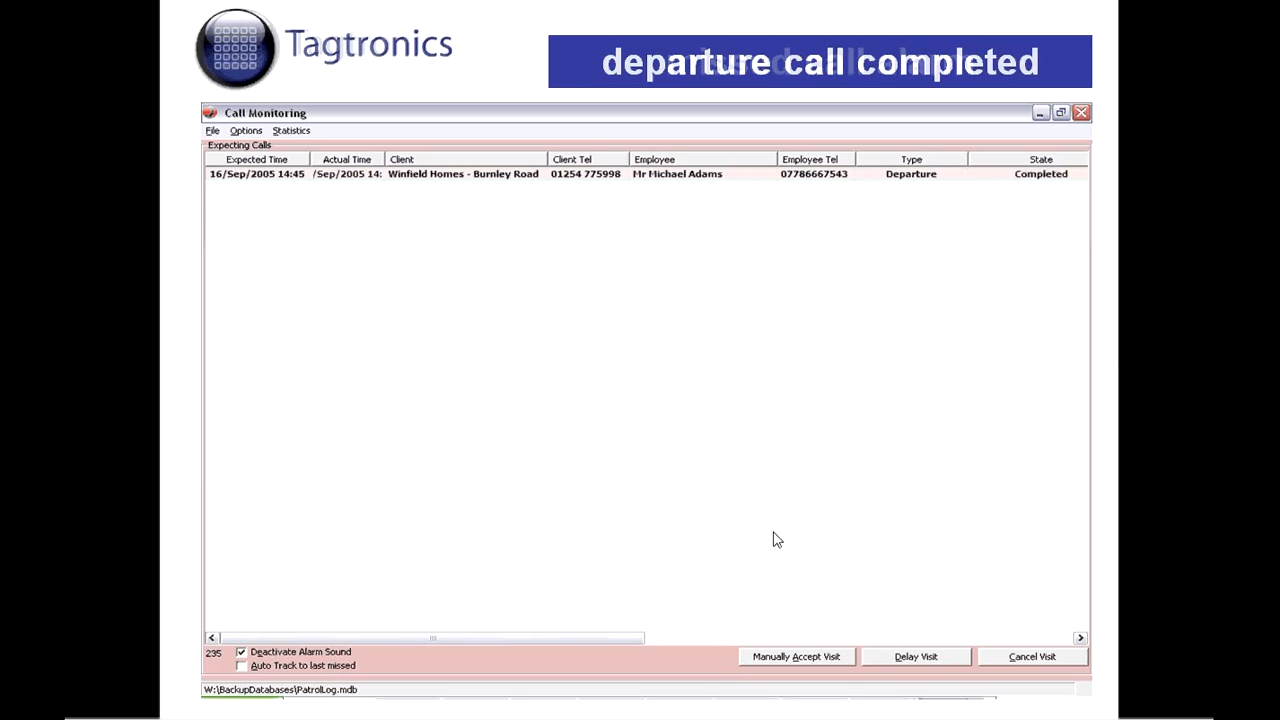 Tagtronics
departure call completed
Call Monitoring
File Options Statistics
Expecting Calls
Expected Time Actual Time Client Client Tel Employee Employee Tel Type State
16/Sep/2005 14:45 /Sep/2005 14: Winfield Homes - Burnley Road 01254 775998 Mr Michael Adams 07786667543 Departure Completed
235 Deactivate Alarm Sound
Auto Track to last missed
Manually Accept Visit Delay Visit Cancel Visit
W:\BackupDatabases\PatrolLog.mdb